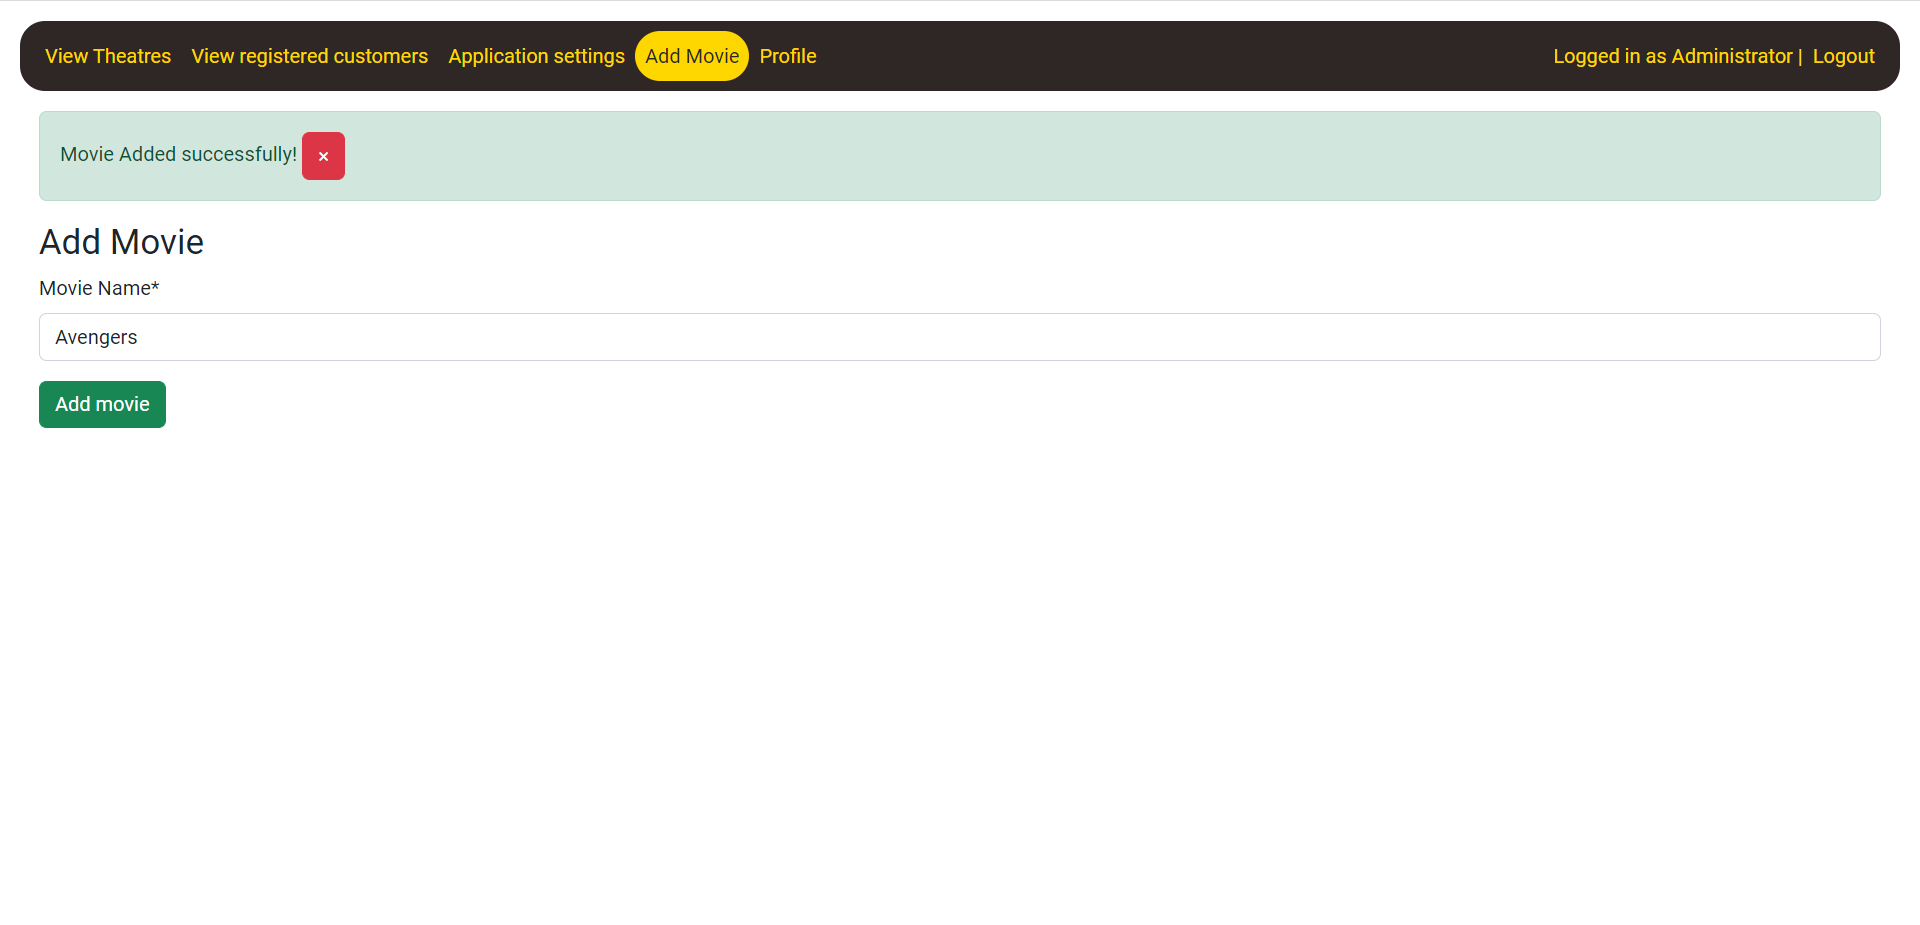 View Theatres View registered customers Application settings Add Movie Profile Logged in as Administrator | Logout
Movie Added successfully! ×
Add Movie
Movie Name*
Avengers
Add movie